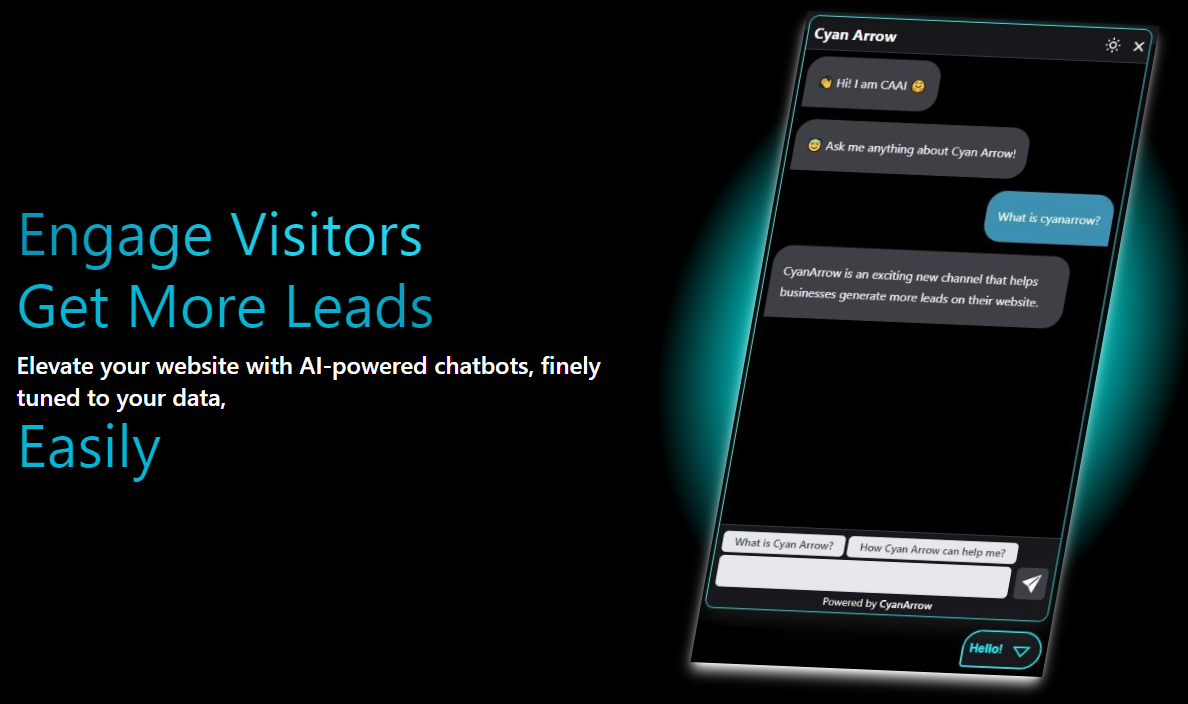 Engage Visitors
Get More Leads
Elevate your website with AI-powered chatbots, finely
tuned to your data,
Easily
Cyan Arrow
👋 Hi! I am CAAI 🤗
😇 Ask me anything about Cyan Arrow!
What is cyanarrow?
CyanArrow is an exciting new channel that helps
businesses generate more leads on their website.
What is Cyan Arrow?
How Cyan Arrow can help me?
Powered by CyanArrow
Hello!